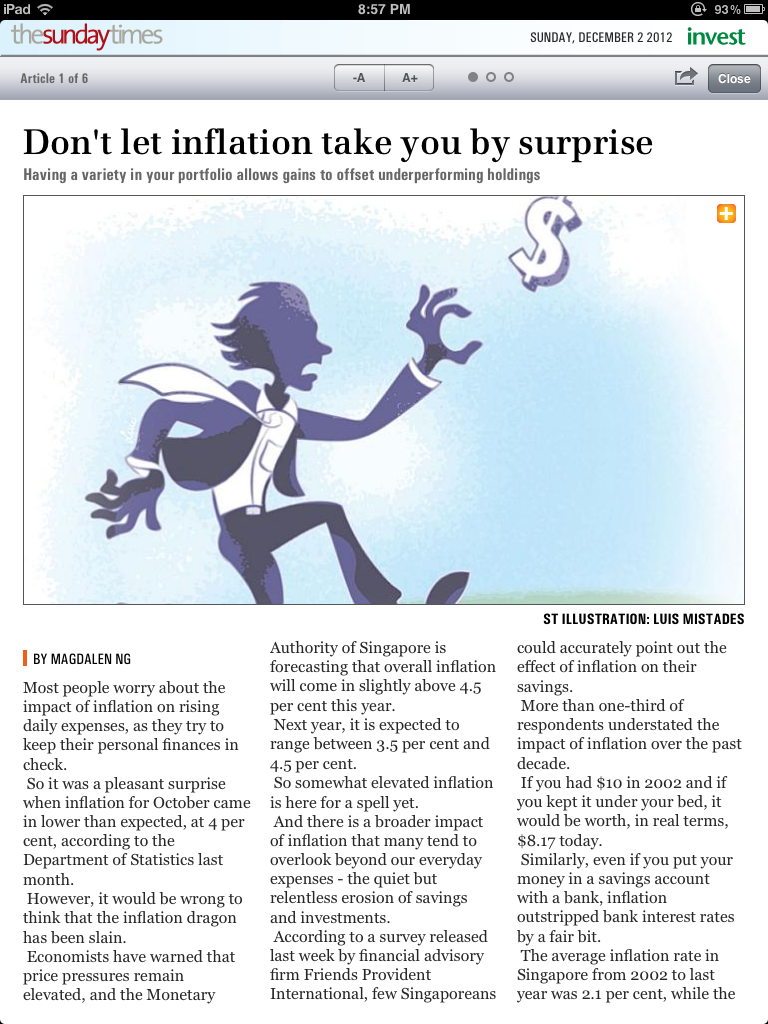 iPad 8:57 PM 93%
thesundaytimes SUNDAY, DECEMBER 2 2012 invest
Article 1 of 6 -A A+ Close
Don't let inflation take you by surprise
Having a variety in your portfolio allows gains to offset underperforming holdings
$
ST ILLUSTRATION: LUIS MISTADES
BY MAGDALEN NG
Most people worry about the
impact of inflation on rising
daily expenses, as they try to
keep their personal finances in
check.
So it was a pleasant surprise
when inflation for October came
in lower than expected, at 4 per
cent, according to the
Department of Statistics last
month.
However, it would be wrong to
think that the inflation dragon
has been slain.
Economists have warned that
price pressures remain
elevated, and the Monetary
Authority of Singapore is
forecasting that overall inflation
will come in slightly above 4.5
per cent this year.
Next year, it is expected to
range between 3.5 per cent and
4.5 per cent.
So somewhat elevated inflation
is here for a spell yet.
And there is a broader impact
of inflation that many tend to
overlook beyond our everyday
expenses - the quiet but
relentless erosion of savings
and investments.
According to a survey released
last week by financial advisory
firm Friends Provident
International, few Singaporeans
could accurately point out the
effect of inflation on their
savings.
More than one-third of
respondents understated the
impact of inflation over the past
decade.
If you had $10 in 2002 and if
you kept it under your bed, it
would be worth, in real terms,
$8.17 today.
Similarly, even if you put your
money in a savings account
with a bank, inflation
outstripped bank interest rates
by a fair bit.
The average inflation rate in
Singapore from 2002 to last
year was 2.1 per cent, while the